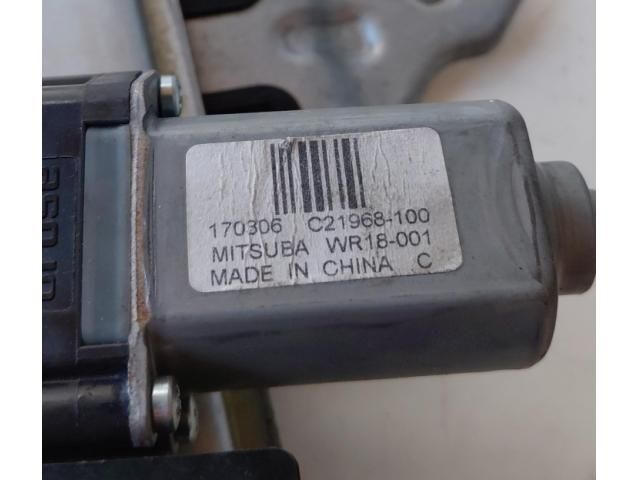 170306 C21968-100
MITSUBA WR18-001
MADE IN CHINA C